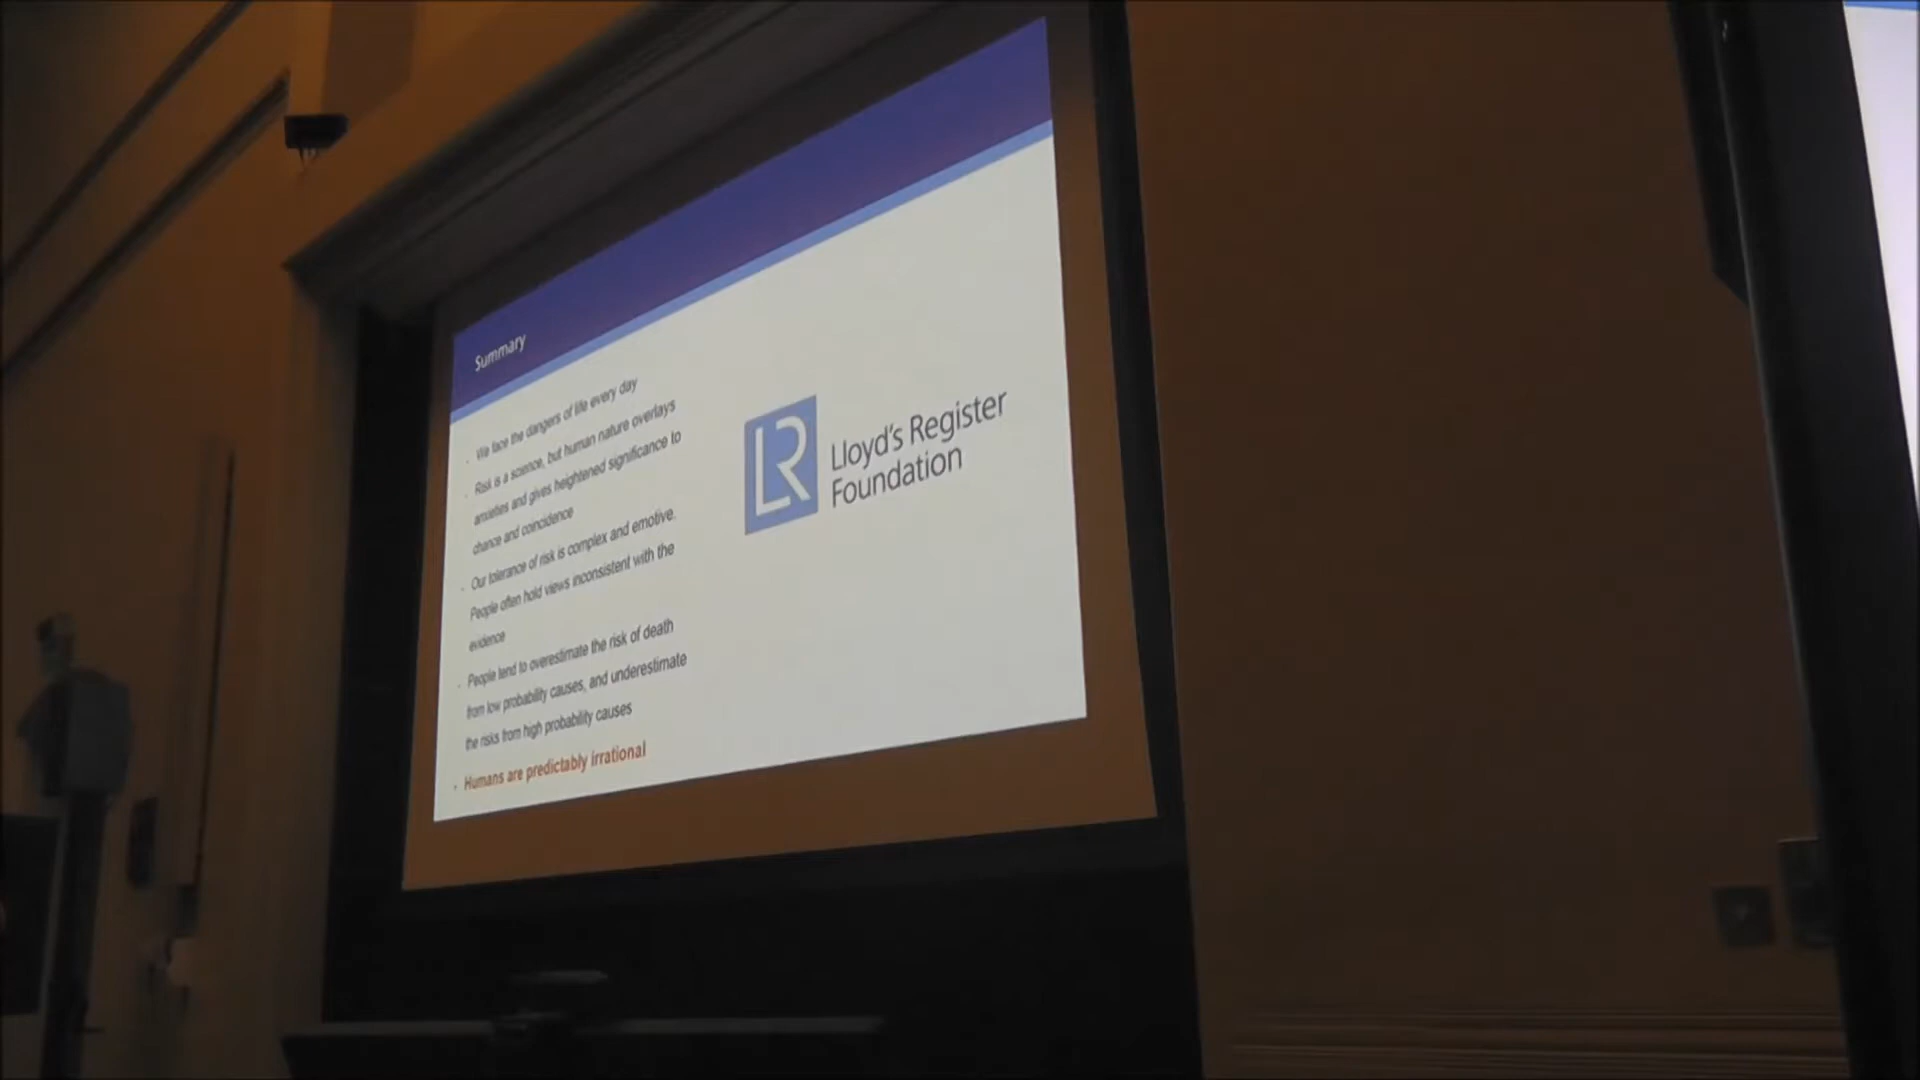 Summary
We face the dangers of life every day
Risk is a science, but human nature overlays
anxieties and gives heightened significance to
chance and coincidence
Our tolerance of risk is complex and emotive.
People often hold views inconsistent with the
evidence
People tend to overestimate the risk of death
from low probability causes, and underestimate
the risks from high probability causes
Humans are predictably irrational
LR
Lloyd's Register
Foundation